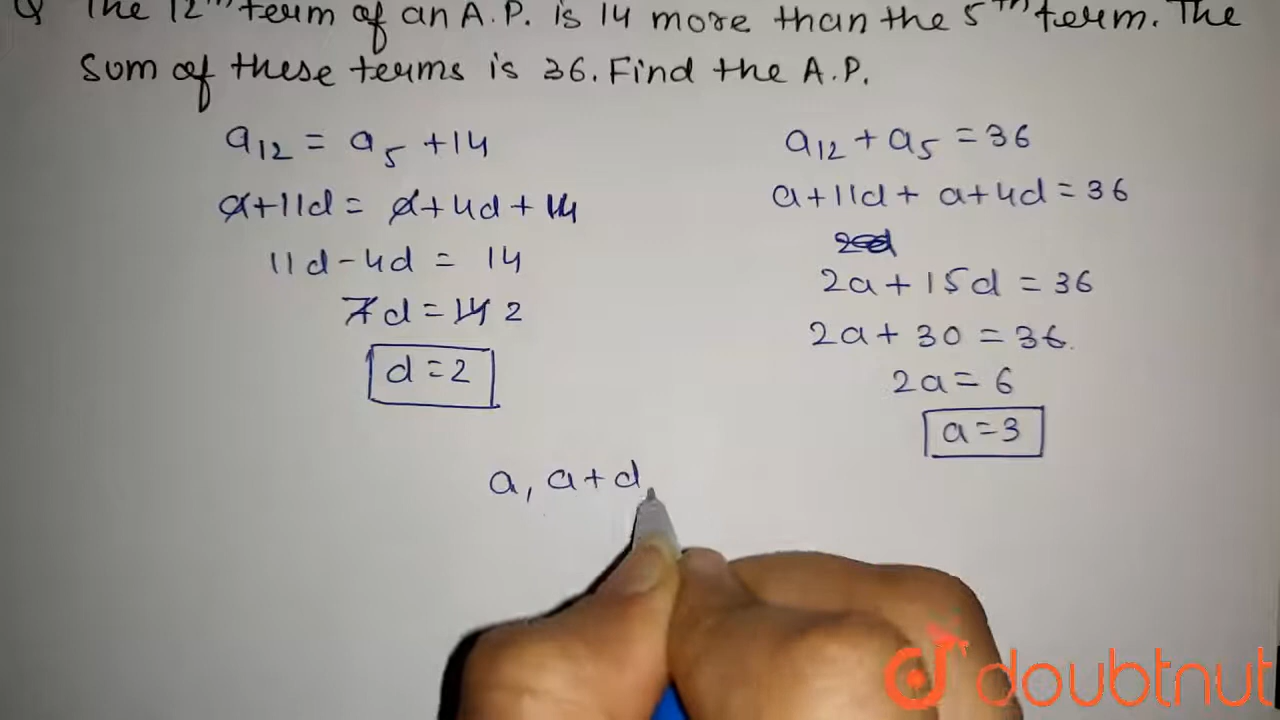 Q The 12th term of an A.P. is 14 more than the 5th term. The
sum of these terms is 36. Find the A.P.
a12 = a5 +14
a+11d = a+4d+14
11d-4d = 14
7d=14 2
d=2
a12+a5=36
a+11d+ a+4d=36
2a+15d=36
2a+30=36.
2a=6
a=3
a, a+d,
doubtnut